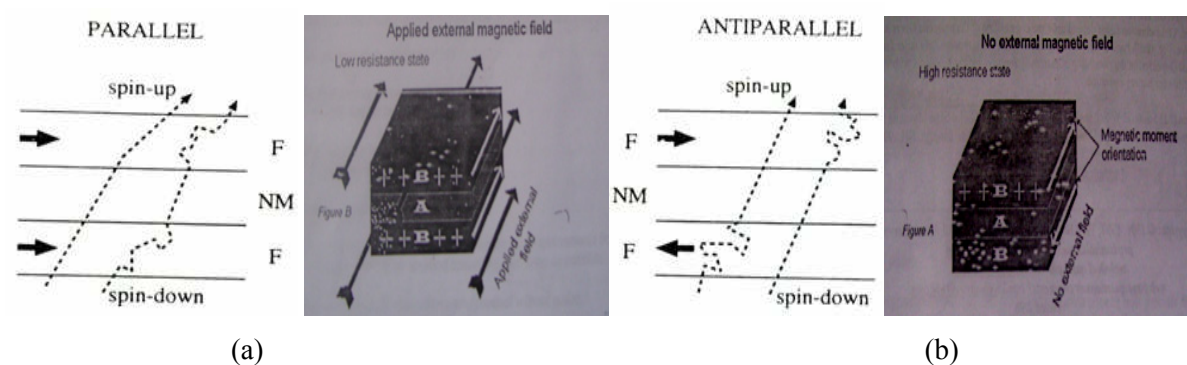 PARALLEL
spin-up
F
NM
F
spin-down
Applied external magnetic field
Low resistance state
+ + B + +
A
+ + B + +
Figure B
Applied external
field
ANTIPARALLEL
spin-up
F
NM
F
spin-down
No external magnetic field
High resistance state
Magnetic moment
orientation
+ + B + +
A
B
Figure A
No external field
(a)
(b)